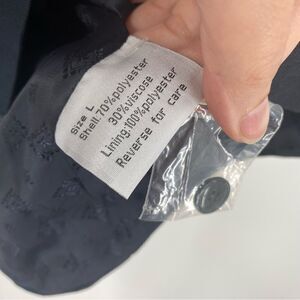 Size L
Shell:70%polyester
30%viscose
Lining:100%polyester
Reverse for care